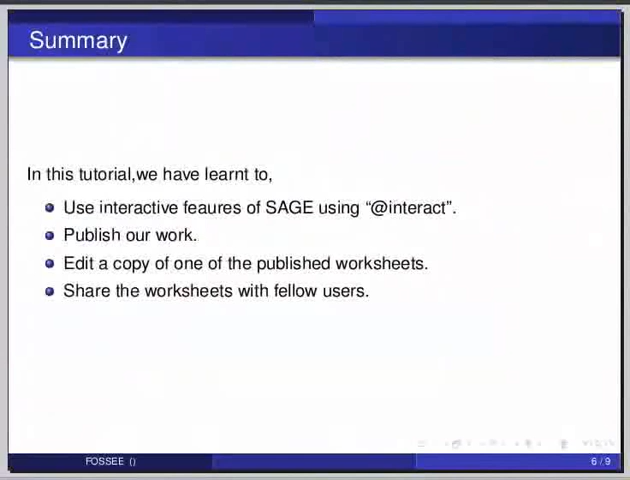 Summary
In this tutorial,we have learnt to,
Use interactive feaures of SAGE using “@interact”.
Publish our work.
Edit a copy of one of the published worksheets.
Share the worksheets with fellow users.
FOSSEE ()
6 / 9